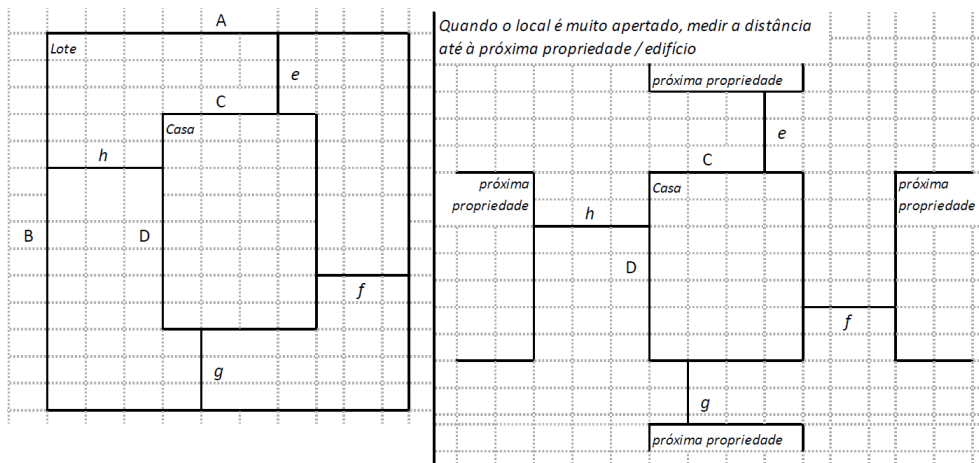 A
Lote
e
C
Casa
h
B
D
f
g
Quando o local é muito apertado, medir a distância
até à próxima propriedade / edifício
próxima propriedade
e
C
próxima
propriedade
Casa
próxima
propriedade
h
D
f
g
próxima propriedade